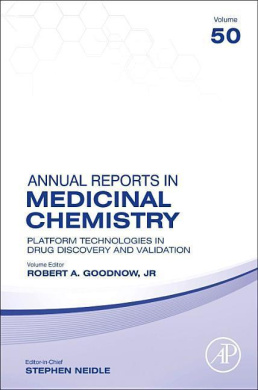 Volume
50
ANNUAL REPORTS IN
MEDICINAL
CHEMISTRY
PLATFORM TECHNOLOGIES IN
DRUG DISCOVERY AND VALIDATION
Volume Editor
ROBERT A. GOODNOW, JR
Editor-in-Chief
STEPHEN NEIDLE
AP